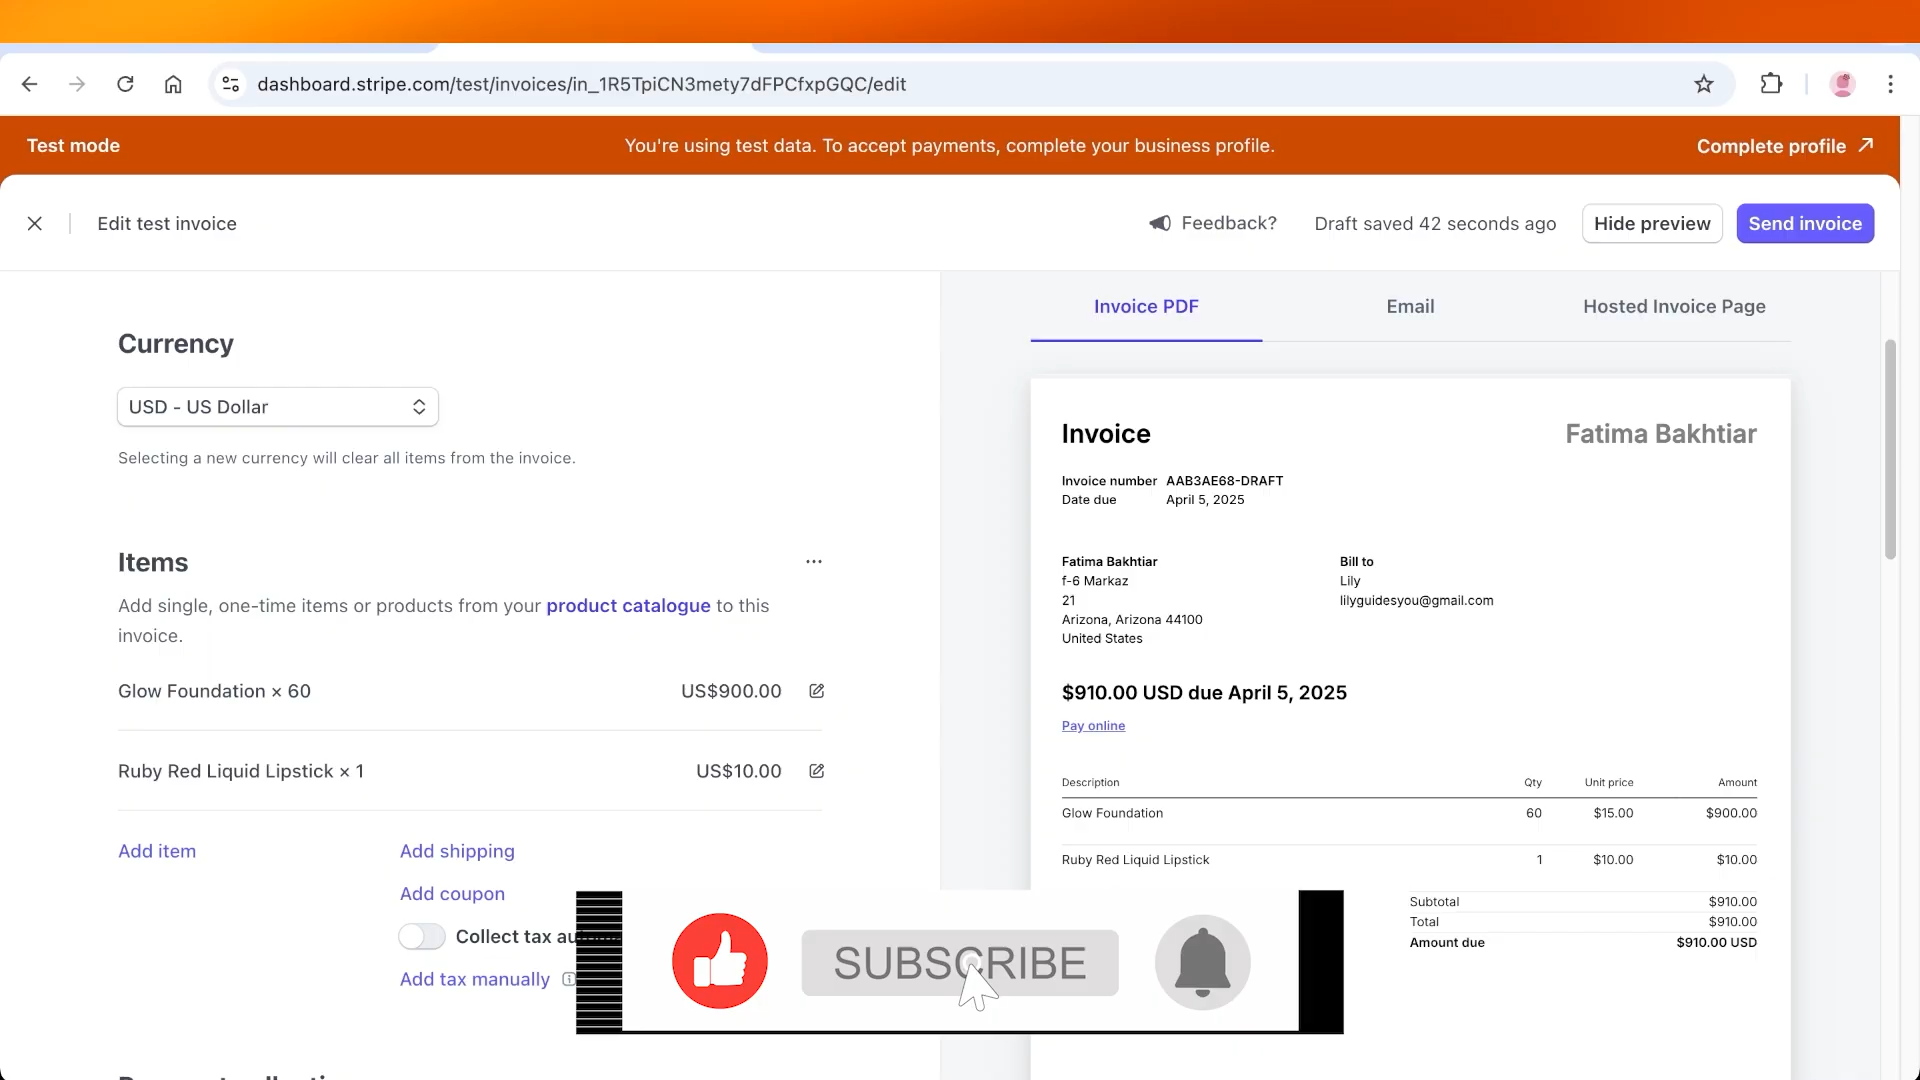 dashboard.stripe.com/test/invoices/in_1R5TpiCN3mety7dFPCfxpGQC/edit
Test mode
You're using test data. To accept payments, complete your business profile.
Complete profile
Edit test invoice
Feedback?
Draft saved 42 seconds ago
Hide preview
Send invoice
Currency
USD - US Dollar
Selecting a new currency will clear all items from the invoice.
Items
Add single, one-time items or products from your product catalogue to this
invoice.
Glow Foundation × 60 US$900.00
Ruby Red Liquid Lipstick × 1 US$10.00
Add item
Add shipping
Add coupon
Collect tax
Add tax manually
Invoice PDF
Email
Hosted Invoice Page
Invoice
Fatima Bakhtiar
Invoice number AAB3AE68-DRAFT
Date due April 5, 2025
Fatima Bakhtiar
f-6 Markaz
21
Arizona, Arizona 44100
United States
Bill to
Lily
lilyguidesyou@gmail.com
$910.00 USD due April 5, 2025
Pay online
Description Qty Unit price Amount
Glow Foundation 60 $15.00 $900.00
Ruby Red Liquid Lipstick 1 $10.00 $10.00
Subtotal $910.00
Total $910.00
Amount due $910.00 USD
SUBSCRIBE